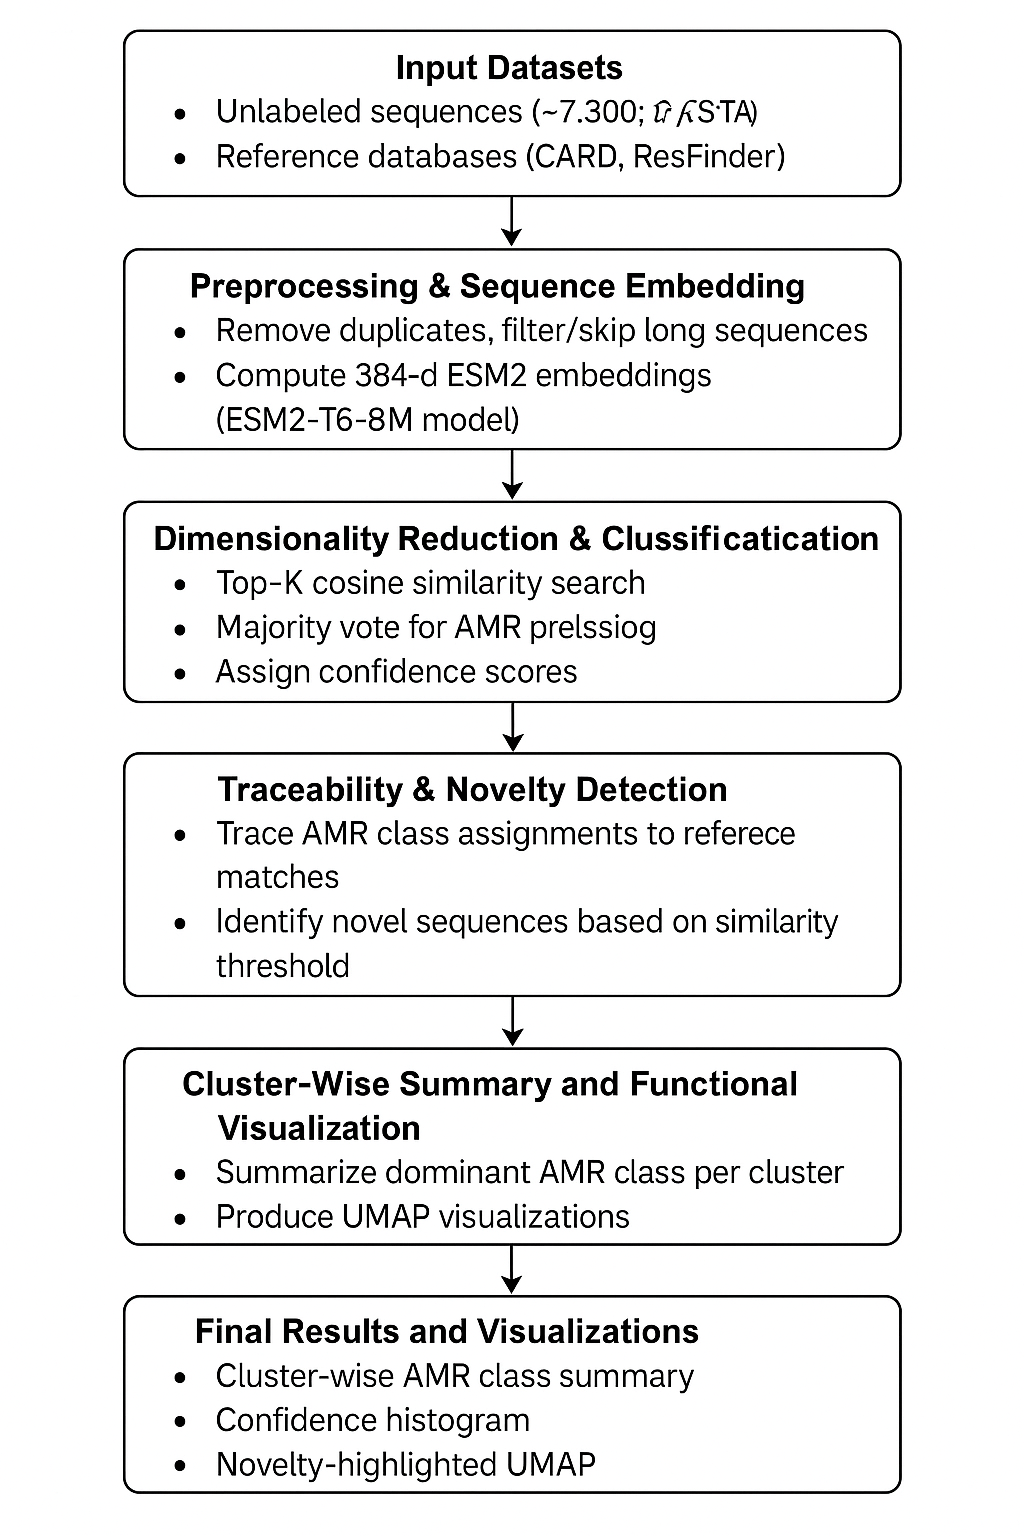 Input Datasets
• Unlabeled sequences (~7.300;
• Reference databases (CARD, ResFinder)
Preprocessing & Sequence Embedding
• Remove duplicates, filter/skip long sequences
• Compute 384-d ESM2 embeddings
(ESM2-T6-8M model)
Dimensionality Reduction & Clussificatication
• Top-K cosine similarity search
• Majority vote for AMR prelssiog
• Assign confidence scores
Traceability & Novelty Detection
• Trace AMR class assignments to referece
matches
• Identify novel sequences based on similarity
threshold
Cluster-Wise Summary and Functional
Visualization
• Summarize dominant AMR class per cluster
• Produce UMAP visualizations
Final Results and Visualizations
• Cluster-wise AMR class summary
• Confidence histogram
• Novelty-highlighted UMAP